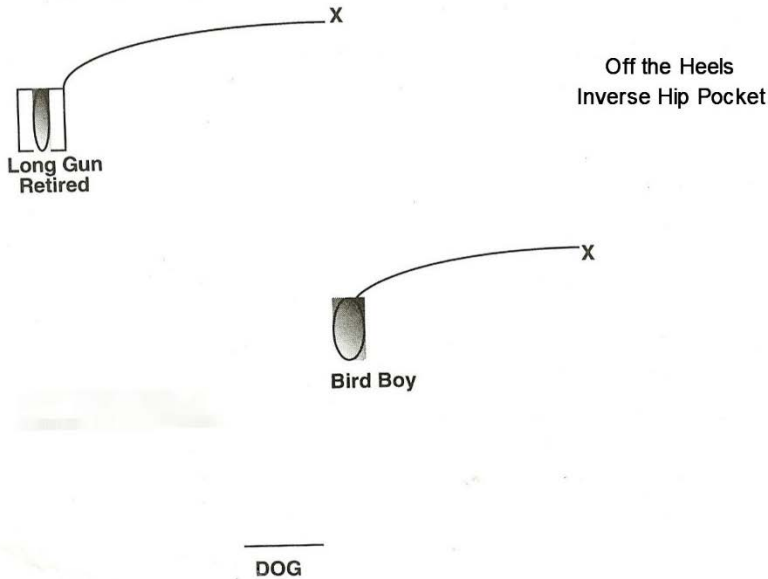 X
Off the Heels
Inverse Hip Pocket
Long Gun
Retired
X
Bird Boy
DOG